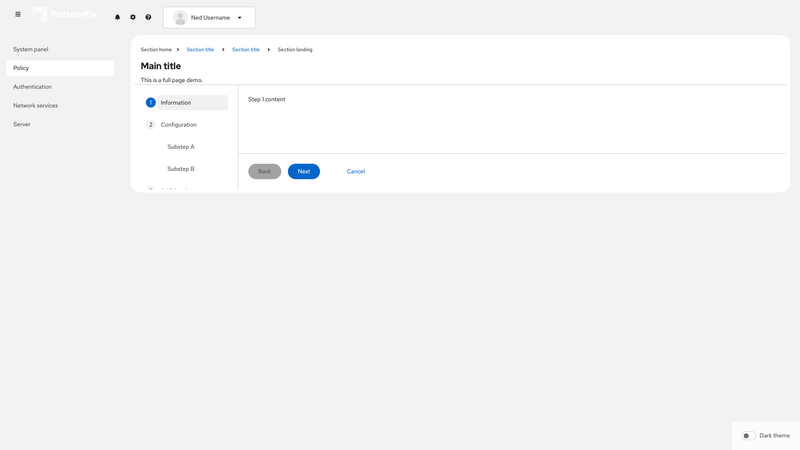 PatternFly
Ned Username
System panel
Policy
Authentication
Network services
Server
Section home
Section title
Section title
Section landing
Main title
This is a full page demo.
1
Information
2
Configuration
Substep A
Substep B
Step 1 content
Back
Next
Cancel
Dark theme